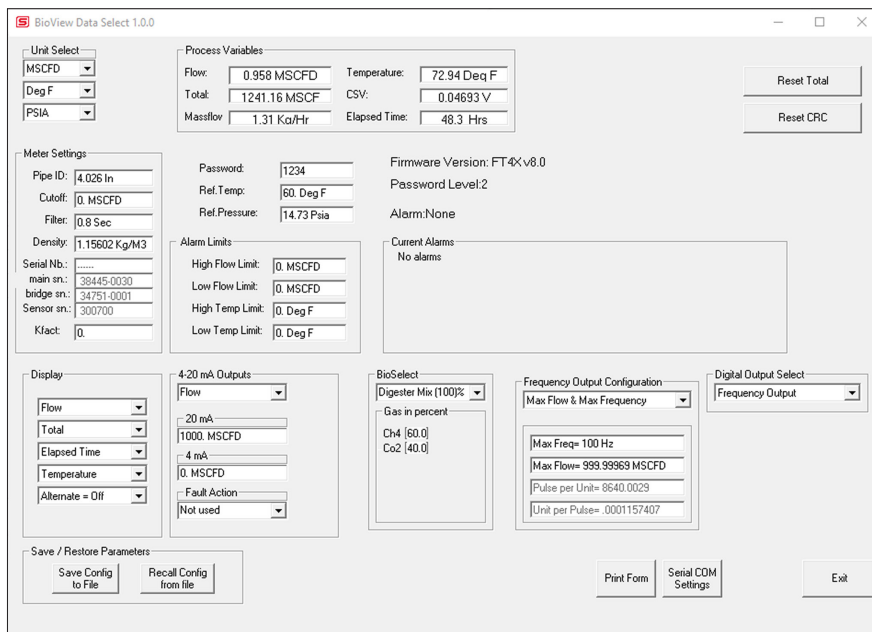 BioView Data Select 1.0.0
Unit Select
MSCFD
Deg F
PSIA
Process Variables
Flow: 0.958 MSCFD Temperature: 72.94 Deg F
Total: 1241.16 MSCF CSV: 0.04693 V
Massflov 1.31 Kg/Hr Elapsed Time: 48.3 Hrs
Reset Total
Reset CRC
Meter Settings
Pipe ID: 4.026 In
Cutoff: 0. MSCFD
Filter: 0.8 Sec
Density: 1.15602 Kg/M3
Serial Nb.: ......
main sn.: 38445-0030
bridge sn.: 34751-0001
Sensor sn.: 300700
Kfact: 0.
Password: 1234
Ref.Temp: 60. Deg F
Ref.Pressure: 14.73 Psia
Firmware Version: FT4X v8.0
Password Level:2
Alarm:None
Alarm Limits
High Flow Limit: 0. MSCFD
Low Flow Limit: 0. MSCFD
High Temp Limit: 0. Deg F
Low Temp Limit: 0. Deg F
Current Alarms
No alarms
Display
Flow
Total
Elapsed Time
Temperature
Alternate = Off
4-20 mA Outputs
Flow
20 mA
1000. MSCFD
4 mA
0. MSCFD
Fault Action
Not used
BioSelect
Digester Mix (100)%
Gas in percent
Ch4 [60.0]
Co2 [40.0]
Frequency Output Configuration
Max Flow & Max Frequency
Max Freq= 100 Hz
Max Flow= 999.99969 MSCFD
Pulse per Unit= 8640.0029
Unit per Pulse= .0001157407
Digital Output Select
Frequency Output
Save / Restore Parameters
Save Config to File
Recall Config from file
Print Form
Serial COM Settings
Exit